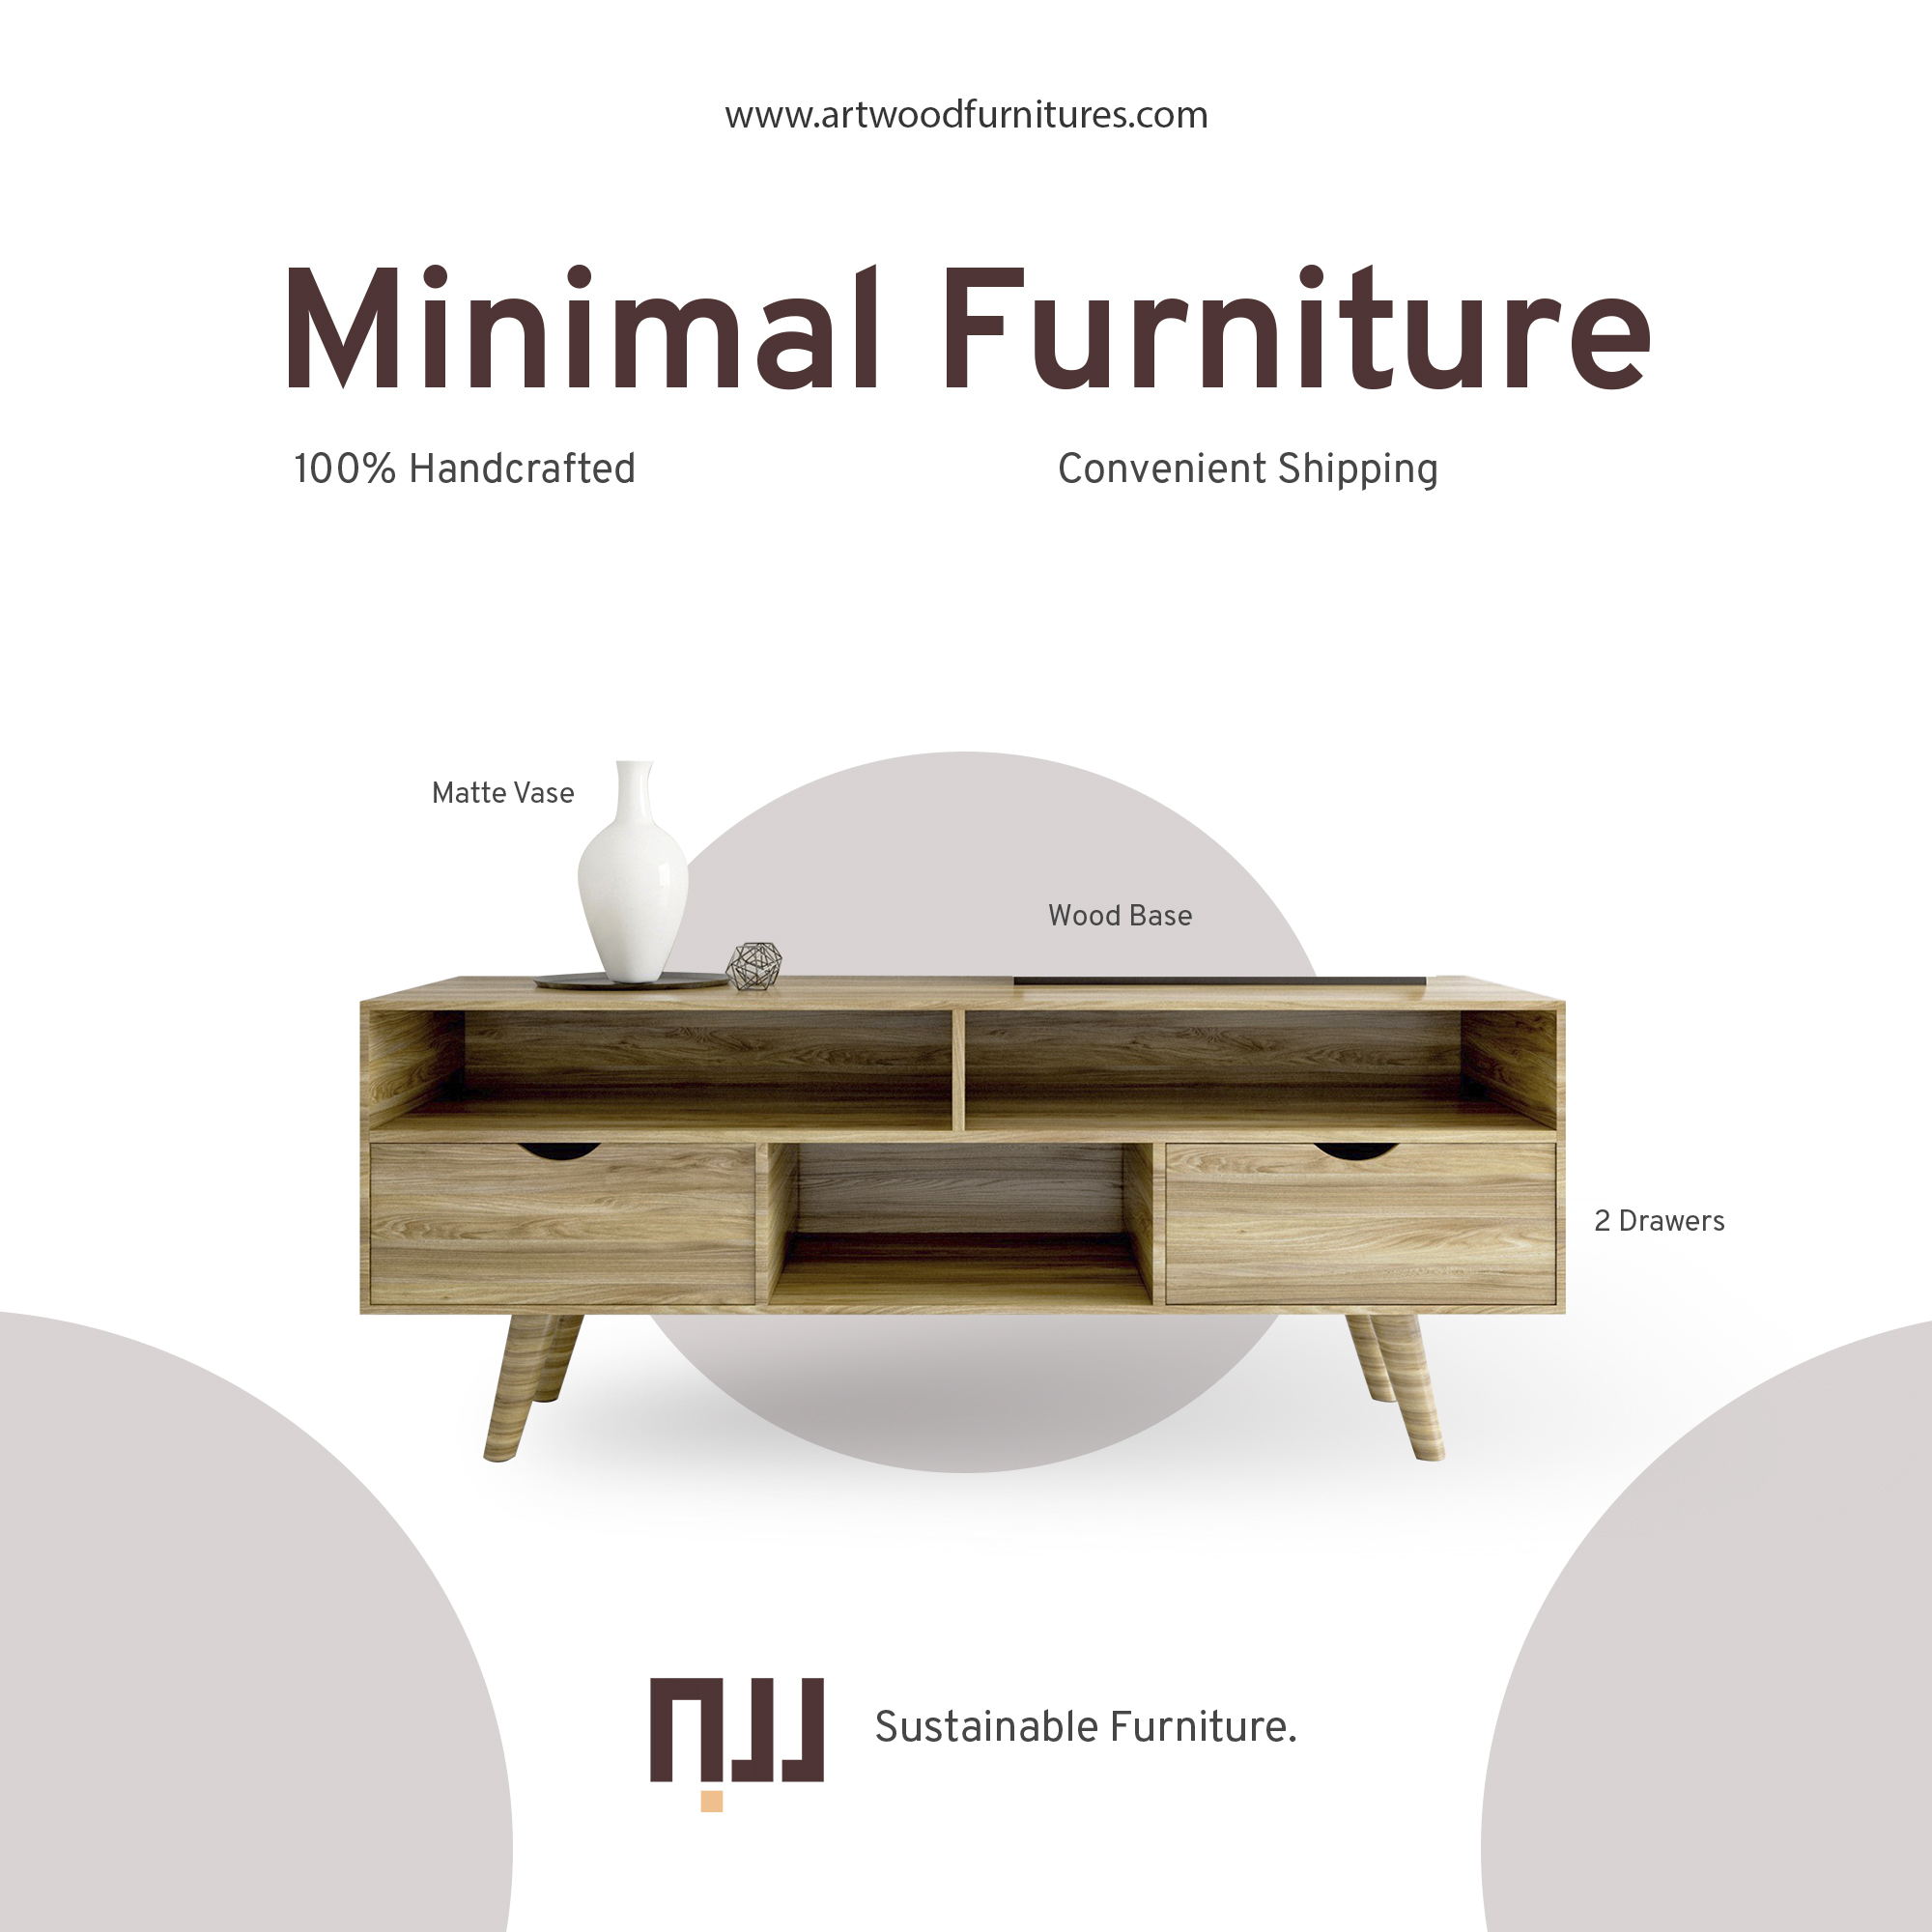 www.artwoodfurnitures.com
Minimal Furniture
100% Handcrafted
Convenient Shipping
Matte Vase
Wood Base
2 Drawers
Sustainable Furniture.